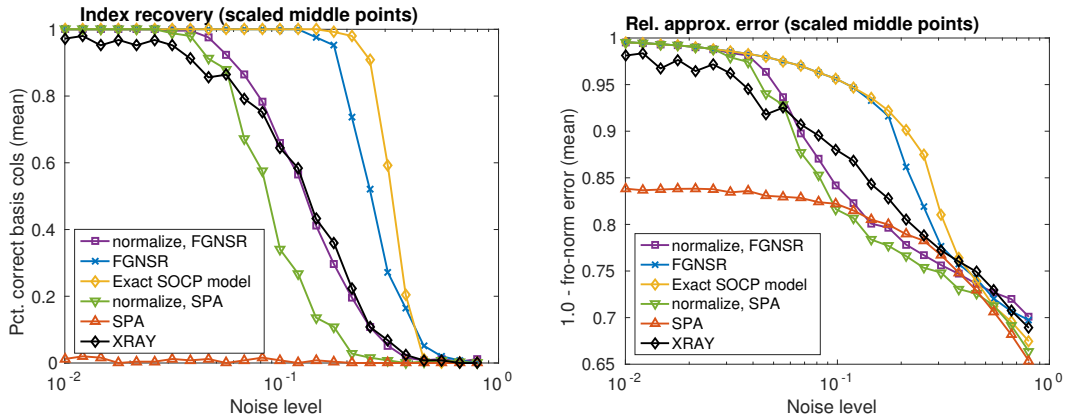 Index recovery (scaled middle points)
Pct. correct basis cols (mean)
1
0.8
0.6
0.4
0.2
0
normalize, FGNSR
FGNSR
Exact SOCP model
normalize, SPA
SPA
XRAY
10^-2
10^-1
10^0
Noise level
Rel. approx. error (scaled middle points)
1.0 - fro-norm error (mean)
1
0.95
0.9
0.85
0.8
0.75
0.7
0.65
normalize, FGNSR
FGNSR
Exact SOCP model
normalize, SPA
SPA
XRAY
10^-2
10^-1
10^0
Noise level